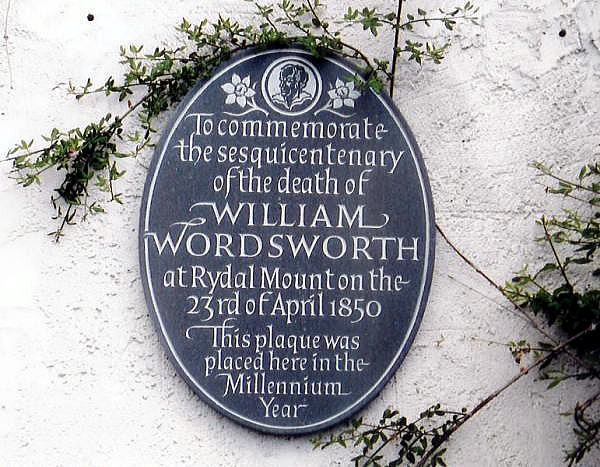 To commemorate
the sesquicentenary
of the death of
WILLIAM
WORDSWORTH
at Rydal Mount on the
23rd of April 1850
This plaque was
placed here in the
Millennium
Year